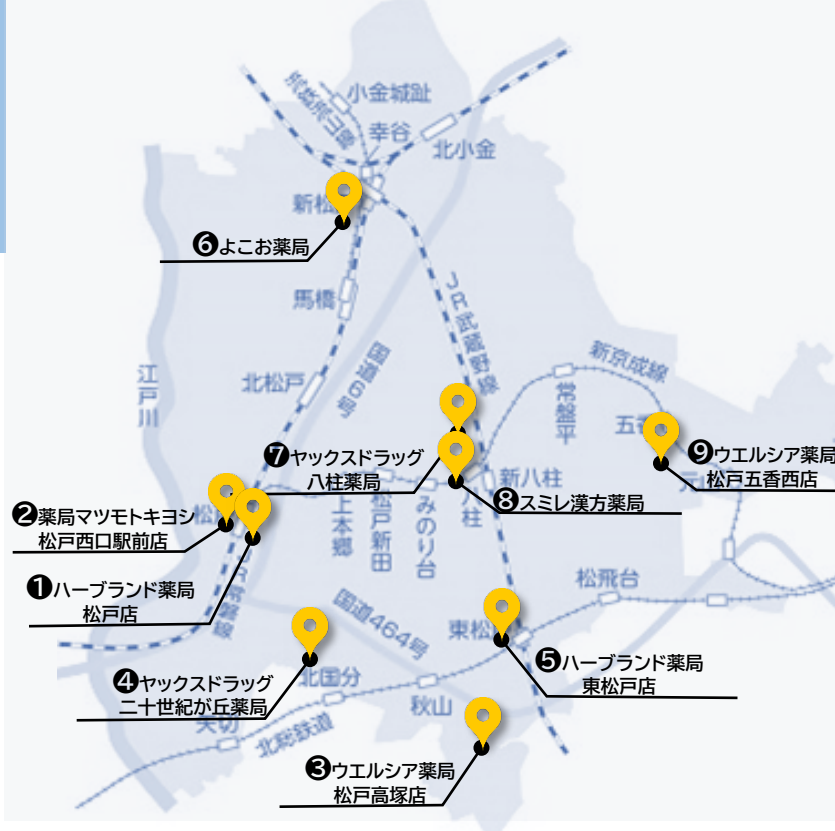 小金城趾
幸谷
北小金
❻よこお薬局
馬橋
JR武蔵野線
国道6号
新京成線
江戸川
北松戸
常盤平
❼ヤックスドラッグ
八柱薬局
❾ウエルシア薬局
松戸五香西店
新八柱
❽スミレ漢方薬局
❷薬局マツモトキヨシ
松戸西口駅前店
上本郷
松戸新田
みのり台
❶ハーブランド薬局
松戸店
松飛台
国道464号
❺ハーブランド薬局
東松戸店
❹ヤックスドラッグ
二十世紀が丘薬局
北国分
秋山
矢切
北総鉄道
❸ウエルシア薬局
松戸高塚店